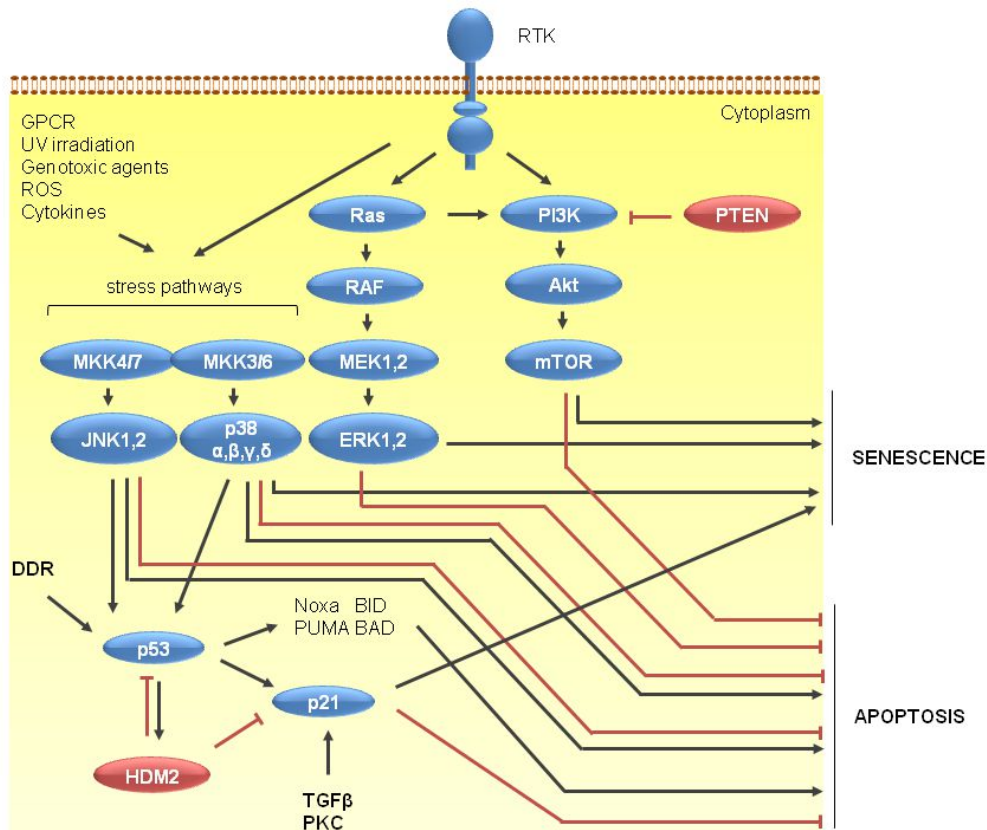 RTK
Cytoplasm
GPCR
UV irradiation
Genotoxic agents
ROS
Cytokines
Ras
PI3K
PTEN
stress pathways
RAF
Akt
MKK4/7
MKK3/6
MEK1,2
mTOR
JNK1,2
p38
α,β,γ,δ
ERK1,2
SENESCENCE
DDR
Noxa BID
PUMA BAD
p53
p21
APOPTOSIS
HDM2
TGFβ
PKC